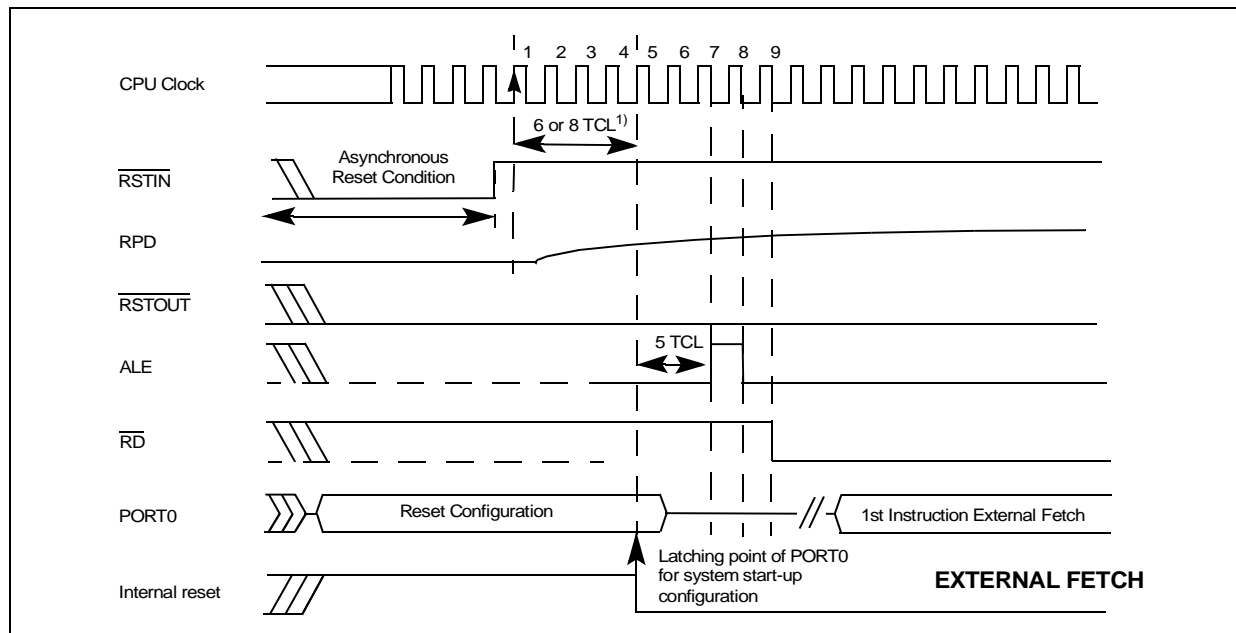 1 2 3 4 5 6 7 8 9
CPU Clock
6 or 8 TCL1)
Asynchronous
Reset Condition
RSTIN
RPD
RSTOUT
5 TCL
ALE
RD
PORT0
Reset Configuration
1st Instruction External Fetch
Latching point of PORT0
for system start-up
configuration
EXTERNAL FETCH
Internal reset